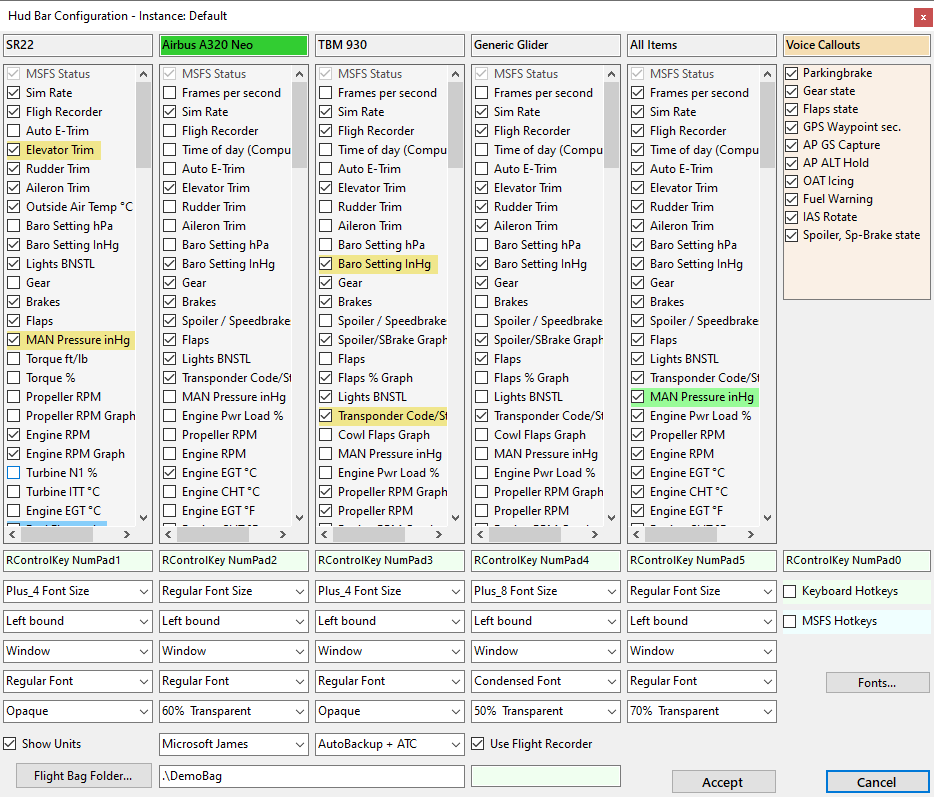 Hud Bar Configuration - Instance: Default
x
SR22
Airbus A320 Neo
TBM 930
Generic Glider
All Items
Voice Callouts
MSFS Status
Sim Rate
Fligh Recorder
Auto E-Trim
Elevator Trim
Rudder Trim
Aileron Trim
Outside Air Temp °C
Baro Setting hPa
Baro Setting InHg
Lights BNSTL
Gear
Brakes
Flaps
MAN Pressure inHg
Torque ft/lb
Torque %
Propeller RPM
Propeller RPM Graph
Engine RPM
Engine RPM Graph
Turbine N1 %
Turbine ITT °C
Engine EGT °C
MSFS Status
Frames per second
Sim Rate
Fligh Recorder
Time of day (Compu
Auto E-Trim
Elevator Trim
Rudder Trim
Aileron Trim
Baro Setting hPa
Baro Setting InHg
Gear
Brakes
Spoiler / Speedbrake
Flaps
Lights BNSTL
Transponder Code/St
MAN Pressure inHg
Engine Pwr Load %
Propeller RPM
Engine RPM
Engine EGT °C
Engine CHT °C
Engine EGT °F
MSFS Status
Frames per second
Sim Rate
Fligh Recorder
Time of day (Compu
Auto E-Trim
Elevator Trim
Rudder Trim
Aileron Trim
Baro Setting hPa
Baro Setting InHg
Gear
Brakes
Spoiler / Speedbrake
Spoiler/SBrake Graph
Flaps
Flaps % Graph
Lights BNSTL
Transponder Code/St
Cowl Flaps Graph
MAN Pressure inHg
Engine Pwr Load %
Propeller RPM Graph
Propeller RPM
MSFS Status
Frames per second
Sim Rate
Fligh Recorder
Time of day (Compu
Auto E-Trim
Elevator Trim
Rudder Trim
Aileron Trim
Baro Setting hPa
Baro Setting InHg
Gear
Brakes
Spoiler / Speedbrake
Spoiler/SBrake Graph
Flaps
Flaps % Graph
Lights BNSTL
Transponder Code/St
Cowl Flaps Graph
MAN Pressure inHg
Engine Pwr Load %
Propeller RPM Graph
Propeller RPM
MSFS Status
Frames per second
Sim Rate
Fligh Recorder
Time of day (Compu
Auto E-Trim
Elevator Trim
Rudder Trim
Aileron Trim
Baro Setting hPa
Baro Setting InHg
Gear
Brakes
Spoiler / Speedbrake
Flaps
Lights BNSTL
Transponder Code/St
MAN Pressure inHg
Engine Pwr Load %
Propeller RPM
Engine RPM
Engine EGT °C
Engine CHT °C
Engine EGT °F
Parkingbrake
Gear state
Flaps state
GPS Waypoint sec.
AP GS Capture
AP ALT Hold
OAT Icing
Fuel Warning
IAS Rotate
Spoiler, Sp-Brake state
RControlKey NumPad1
RControlKey NumPad2
RControlKey NumPad3
RControlKey NumPad4
RControlKey NumPad5
RControlKey NumPad0
Plus_4 Font Size
Regular Font Size
Plus_4 Font Size
Plus_8 Font Size
Regular Font Size
Keyboard Hotkeys
Left bound
Left bound
Left bound
Left bound
Left bound
MSFS Hotkeys
Window
Window
Window
Window
Window
Regular Font
Regular Font
Regular Font
Condensed Font
Regular Font
Fonts...
Opaque
60% Transparent
Opaque
50% Transparent
70% Transparent
Show Units
Microsoft James
AutoBackup + ATC
Use Flight Recorder
Flight Bag Folder...
.\DemoBag
Accept
Cancel